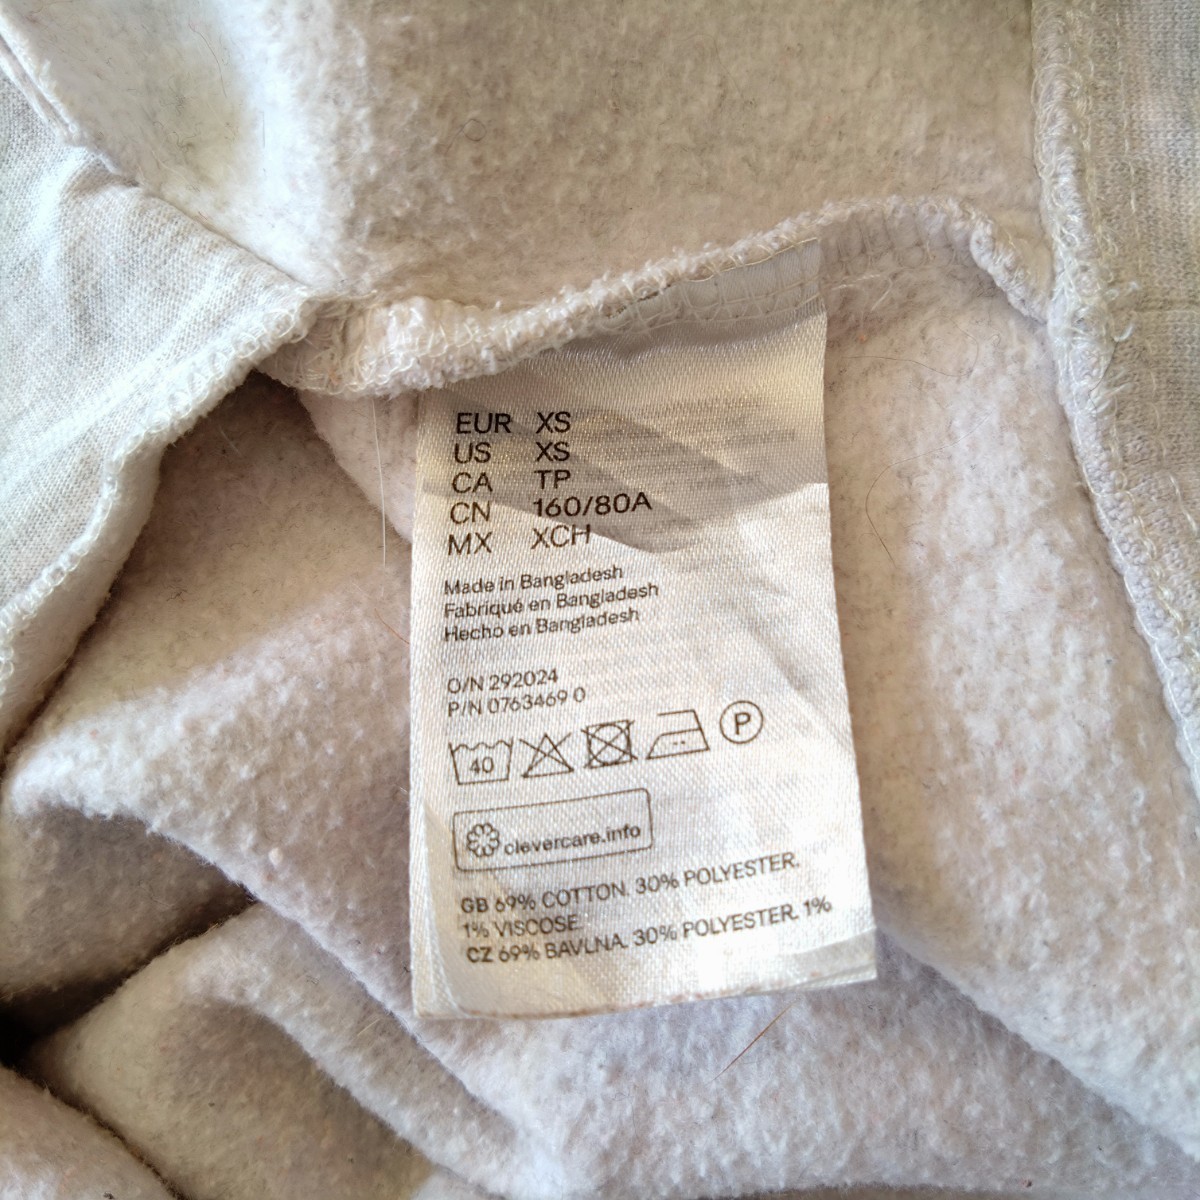 EUR XS
US XS
CA TP
CN 160/80A
MX XCH
Made in Bangladesh
Fabriqué en Bangladesh
Hecho en Bangladesh
O/N 292024
P/N 0763469 0
40 P
clevercare.info
GB 69% COTTON. 30% POLYESTER.
1% VISCOSE.
CZ 69% BAVLNA. 30% POLYESTER. 1%